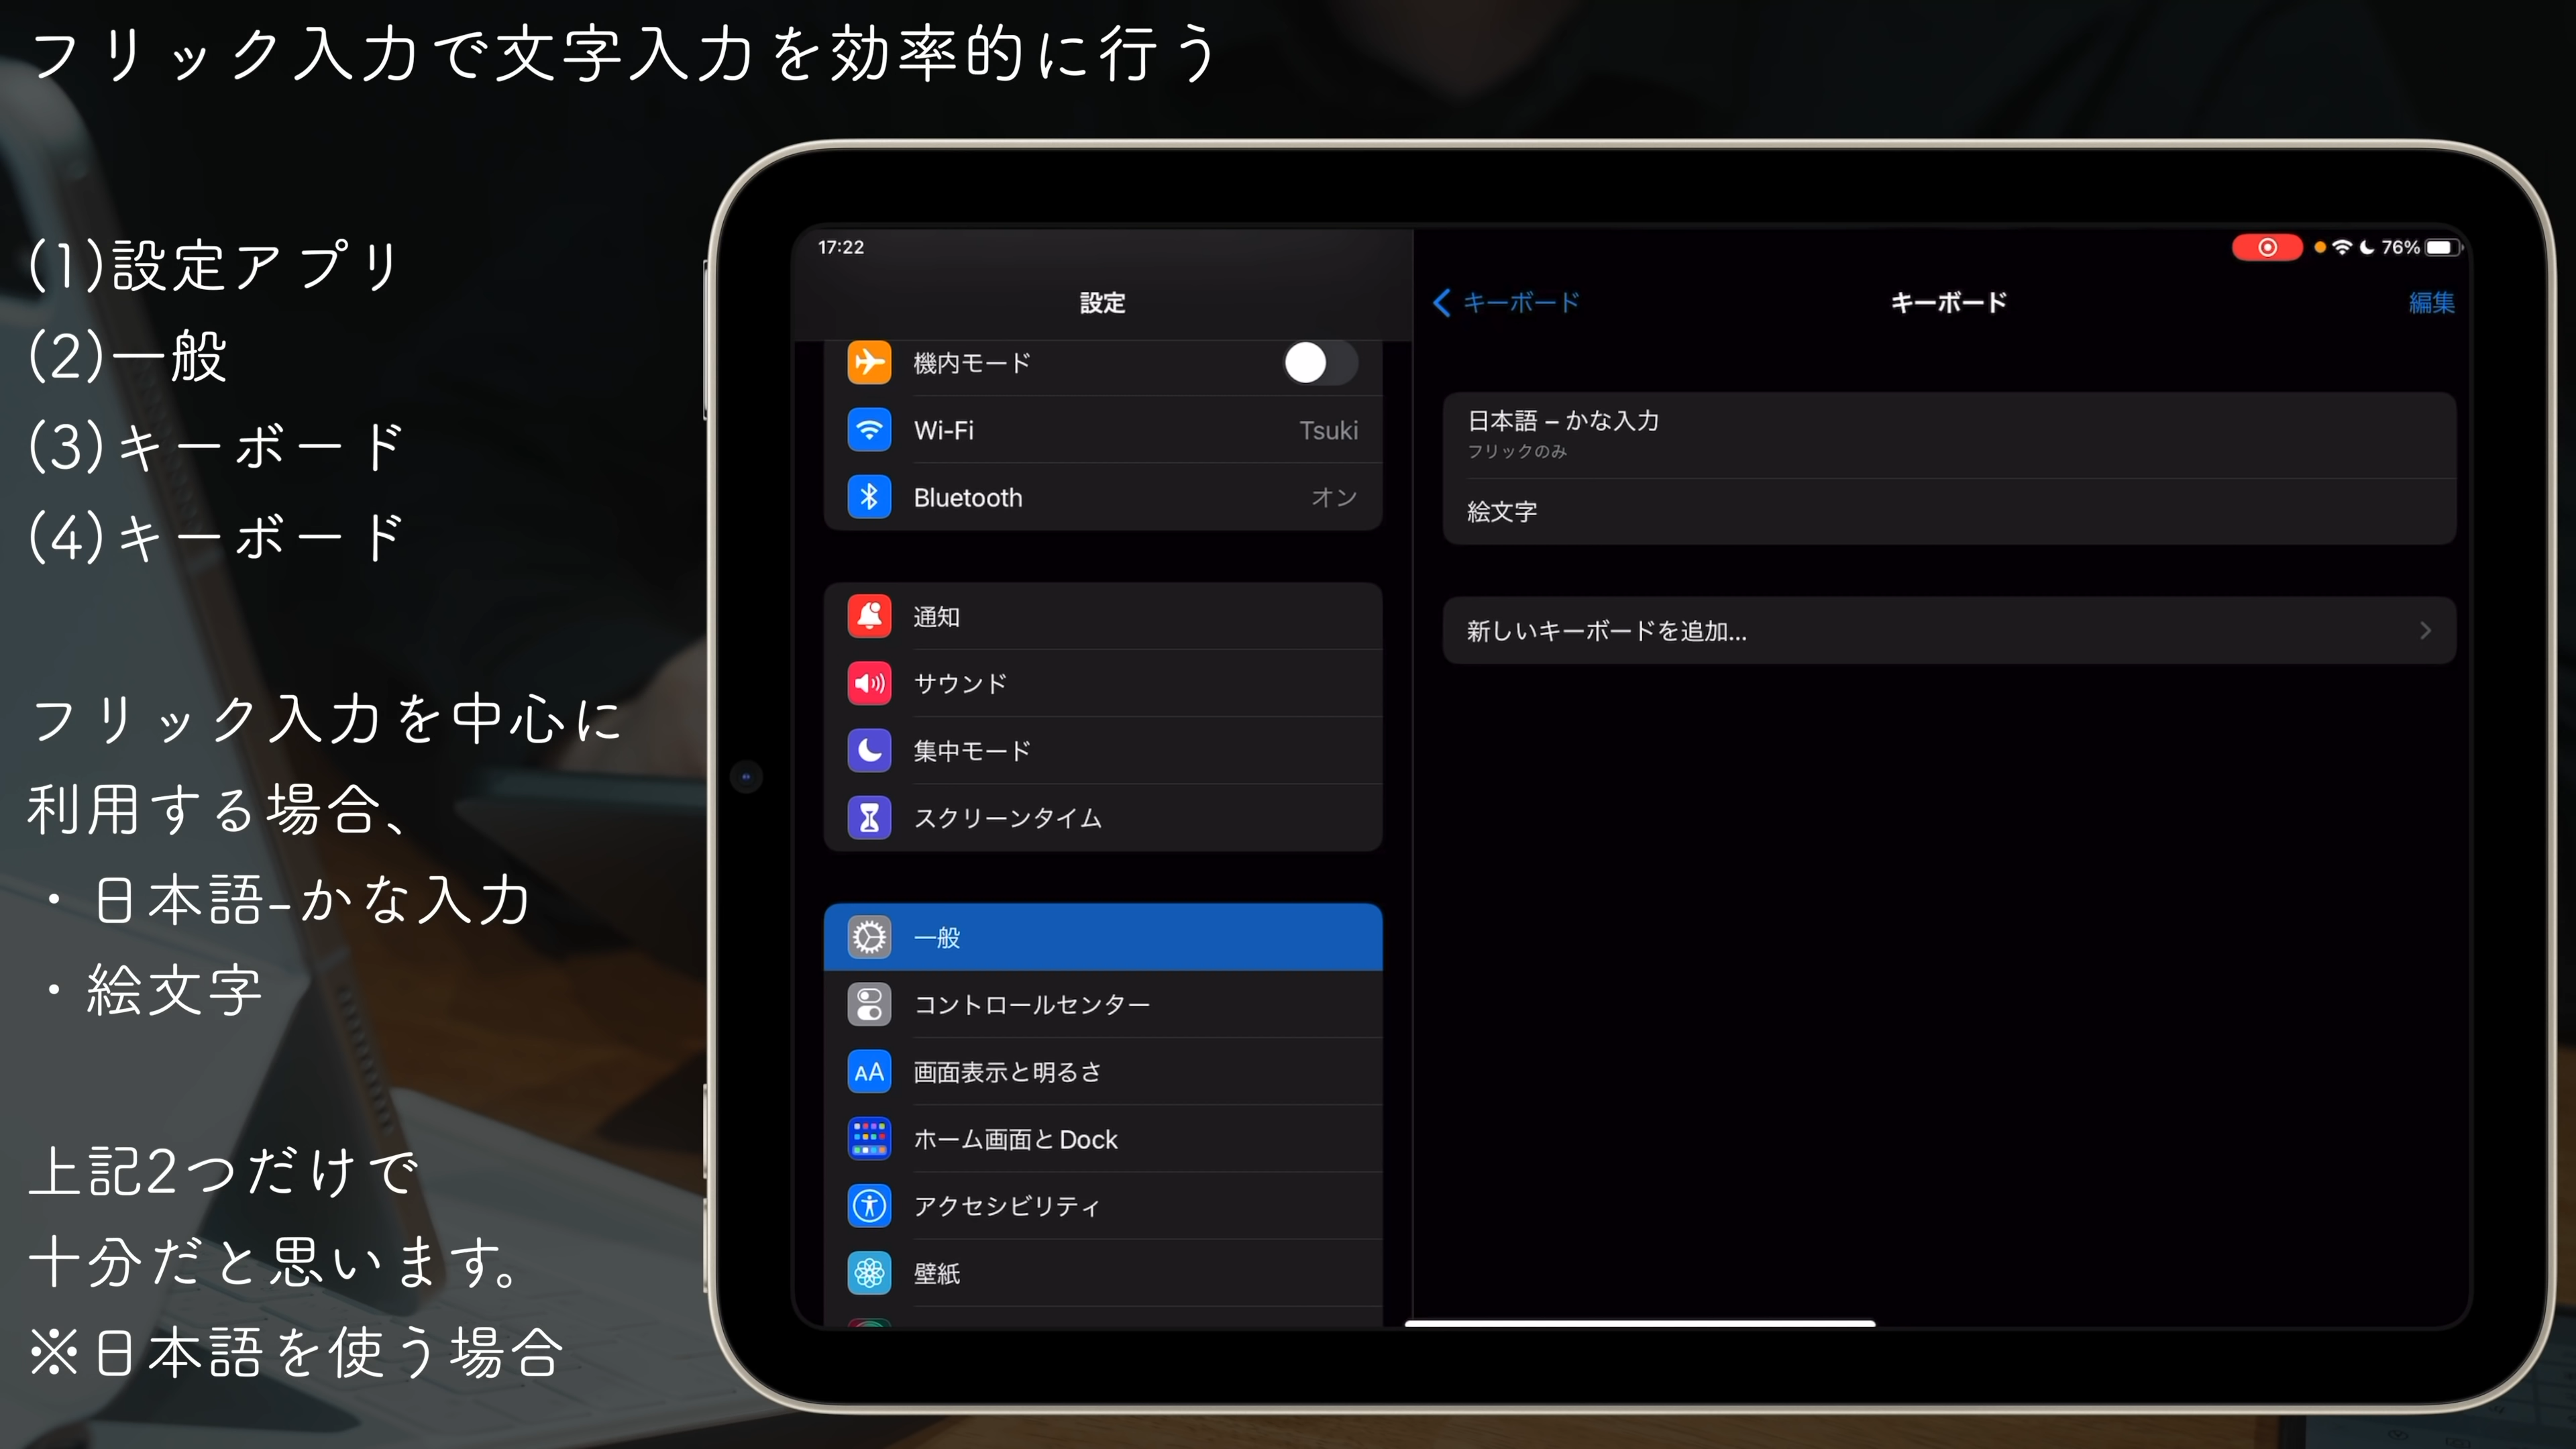 フリック入力で文字入力を効率的に行う
(1)設定アプリ
(2)一般
(3)キーボード
(4)キーボード
フリック入力を中心に
利用する場合、
・日本語-かな入力
・絵文字
上記2つだけで
十分だと思います。
※日本語を使う場合
17:22
設定
機内モード
Wi-Fi Tsuki
Bluetooth オン
通知
サウンド
集中モード
スクリーンタイム
一般
コントロールセンター
AA 画面表示と明るさ
ホーム画面とDock
アクセシビリティ
壁紙
76%
キーボード キーボード 編集
日本語 – かな入力
フリックのみ
絵文字
新しいキーボードを追加...